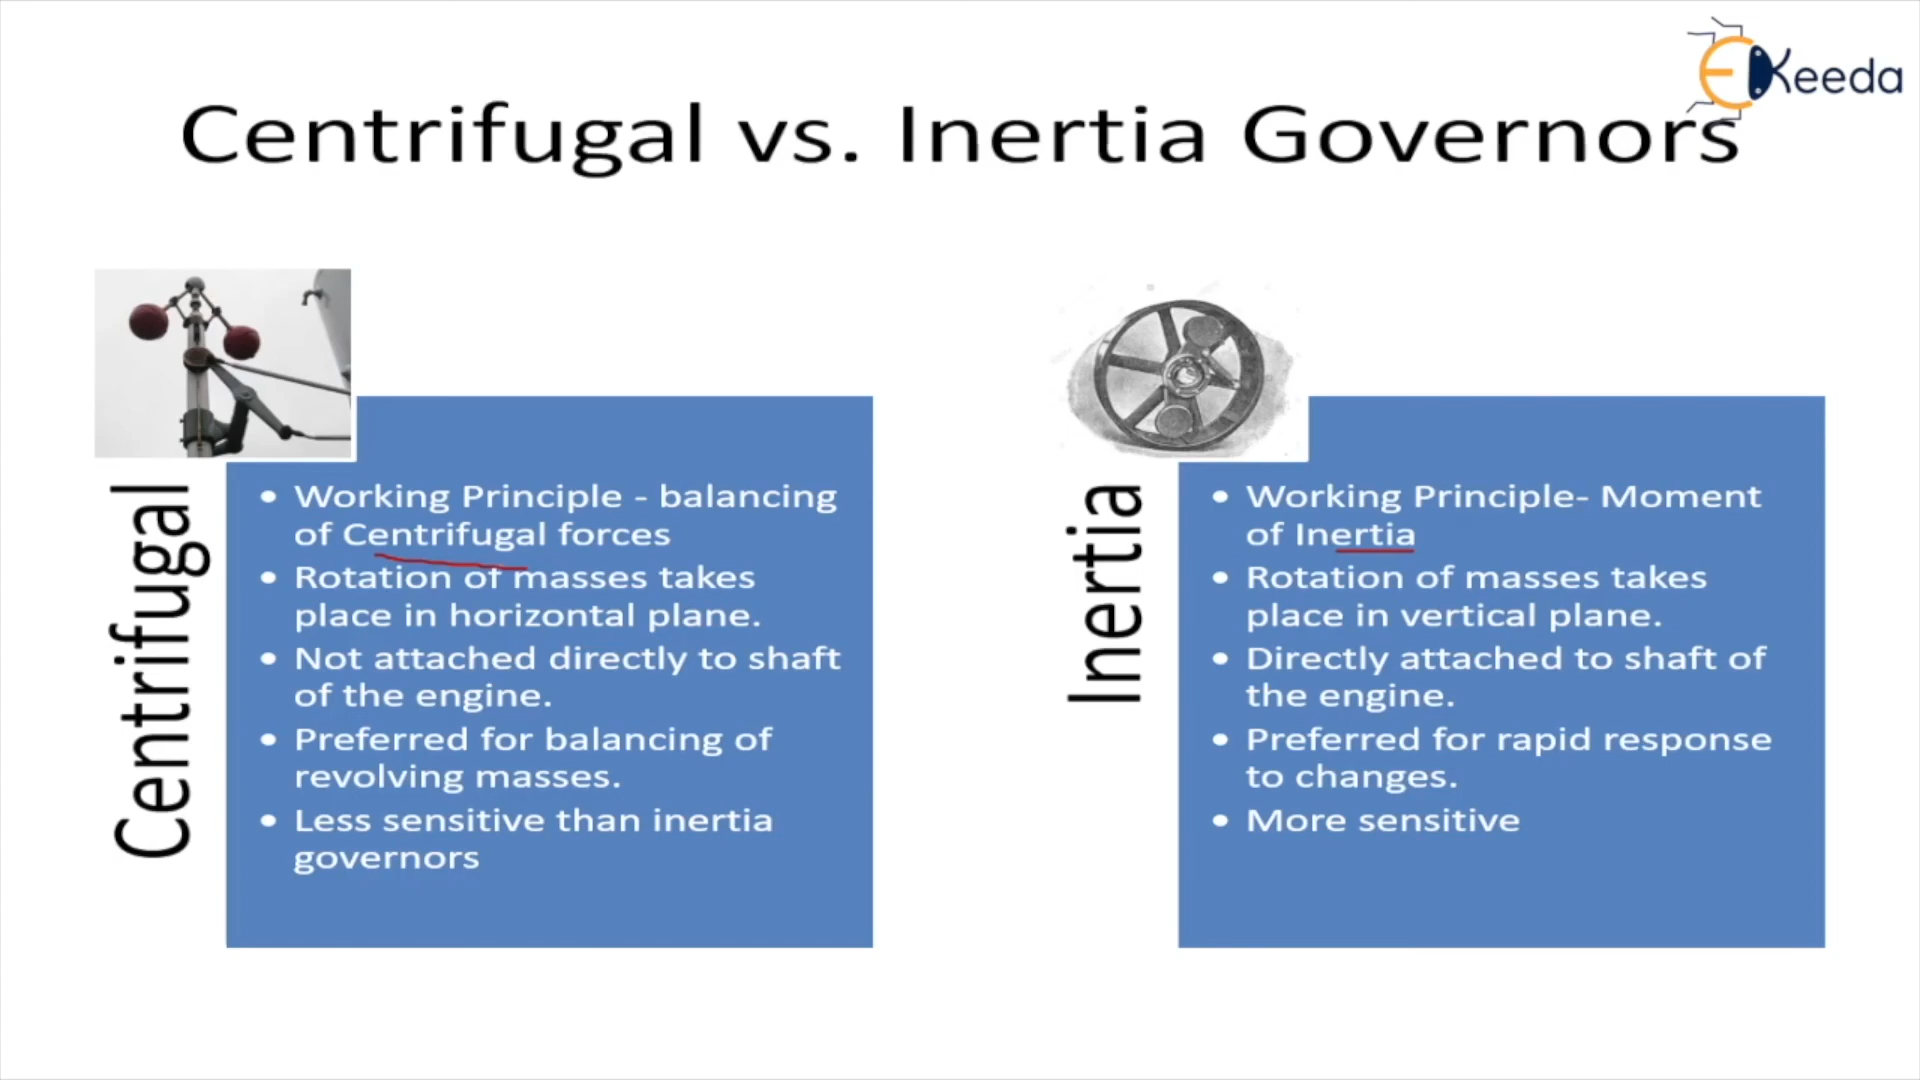 EKeeda
Centrifugal vs. Inertia Governors
Centrifugal
• Working Principle - balancing
of Centrifugal forces
• Rotation of masses takes
place in horizontal plane.
• Not attached directly to shaft
of the engine.
• Preferred for balancing of
revolving masses.
• Less sensitive than inertia
governors
Inertia
• Working Principle- Moment
of Inertia
• Rotation of masses takes
place in vertical plane.
• Directly attached to shaft of
the engine.
• Preferred for rapid response
to changes.
• More sensitive